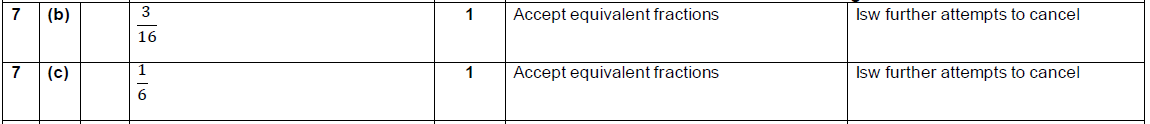 7 (b) 3/16 1 Accept equivalent fractions Isw further attempts to cancel
7 (c) 1/6 1 Accept equivalent fractions Isw further attempts to cancel